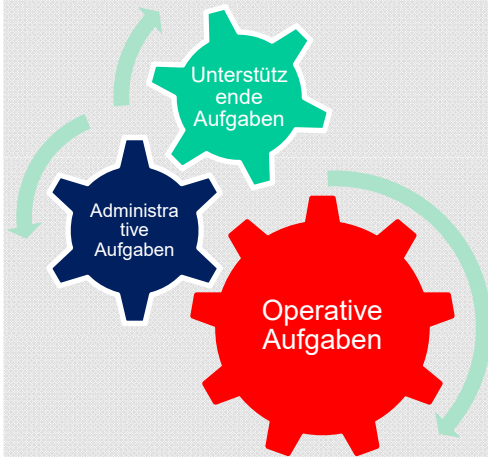 Unterstütz
ende
Aufgaben
Administra
tive
Aufgaben
Operative
Aufgaben